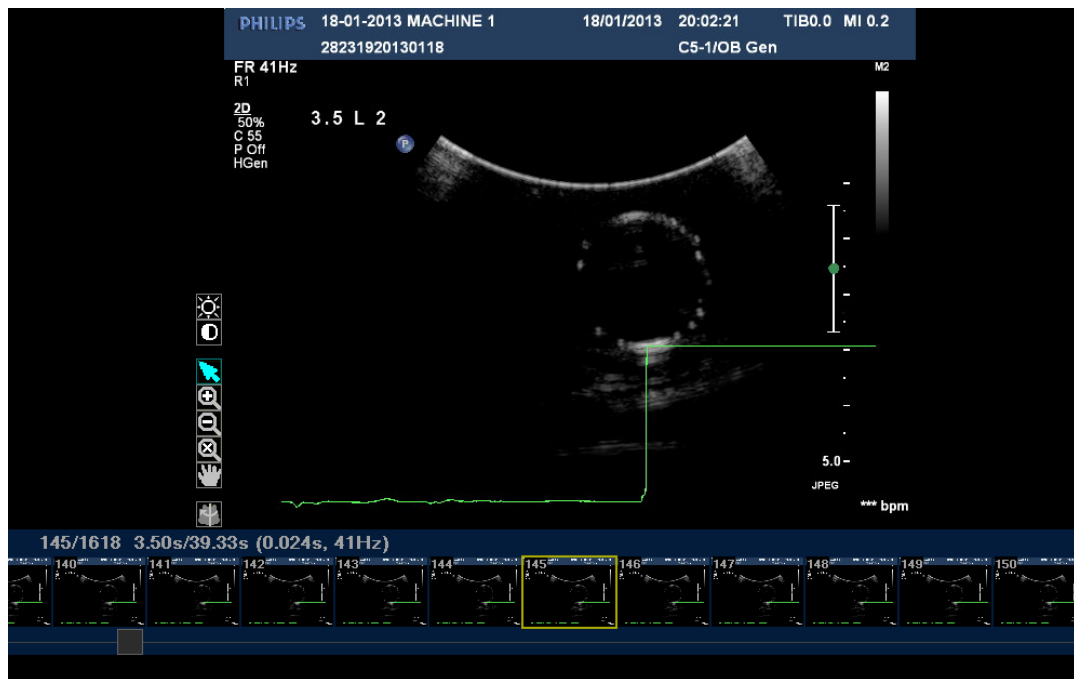 PHILIPS 18-01-2013 MACHINE 1 18/01/2013 20:02:21 TIB0.0 MI 0.2
28231920130118 C5-1/OB Gen
FR 41Hz
R1
M2
2D
50%
C 55
P Off
HGen
3.5 L 2
P
5.0
JPEG
*** bpm
145/1618 3.50s/39.33s (0.024s, 41Hz)
140 141 142 143 144 145 146 147 148 149 150